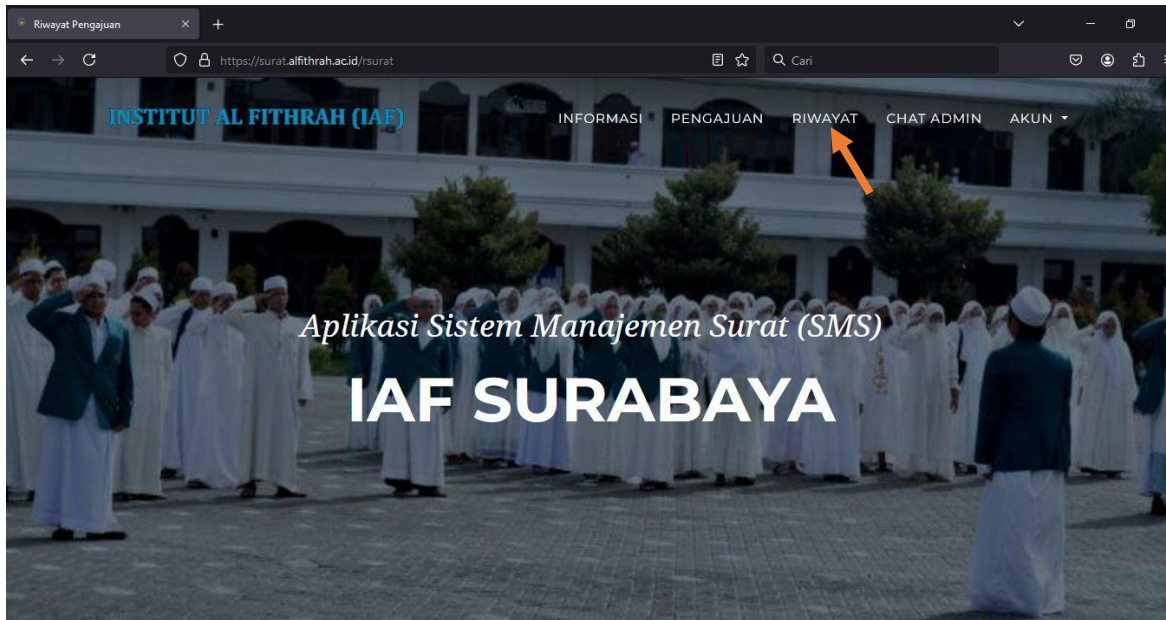 Riwayat Pengajuan
https://surat.alfithrah.ac.id/rsurat
Cari
INSTITUT AL FITHRAH (IAF)
INFORMASI PENGAJUAN RIWAYAT CHAT ADMIN AKUN
Aplikasi Sistem Manajemen Surat (SMS)
IAF SURABAYA